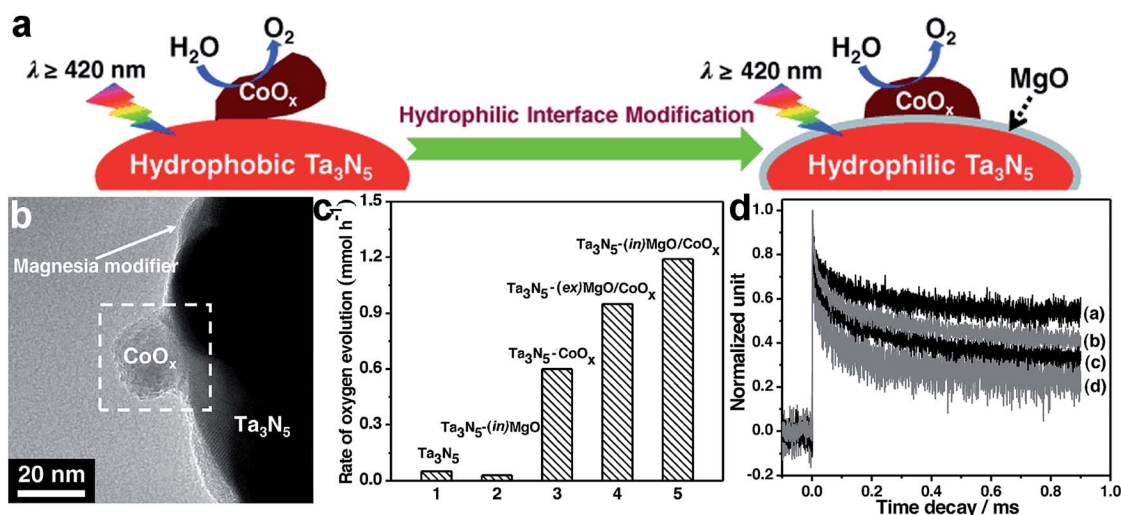 a
λ ≥ 420 nm
H₂O
O₂
CoOₓ
Hydrophobic Ta₃N₅
Hydrophilic Interface Modification
λ ≥ 420 nm
H₂O
O₂
CoOₓ
MgO
Hydrophilic Ta₃N₅
b
Magnesia modifier
CoOₓ
Ta₃N₅
20 nm
c
Rate of oxygen evolution (mmol h⁻¹)
1.5
1.2
0.9
0.6
0.3
0.0
Ta₃N₅
Ta₃N₅-(in)MgO
Ta₃N₅-CoOₓ
Ta₃N₅-(ex)MgO/CoOₓ
Ta₃N₅-(in)MgO/CoOₓ
1 2 3 4 5
d
Normalized unit
1.0
0.8
0.6
0.4
0.2
0.0
-0.2
(a)
(b)
(c)
(d)
0.0 0.2 0.4 0.6 0.8 1.0
Time decay / ms